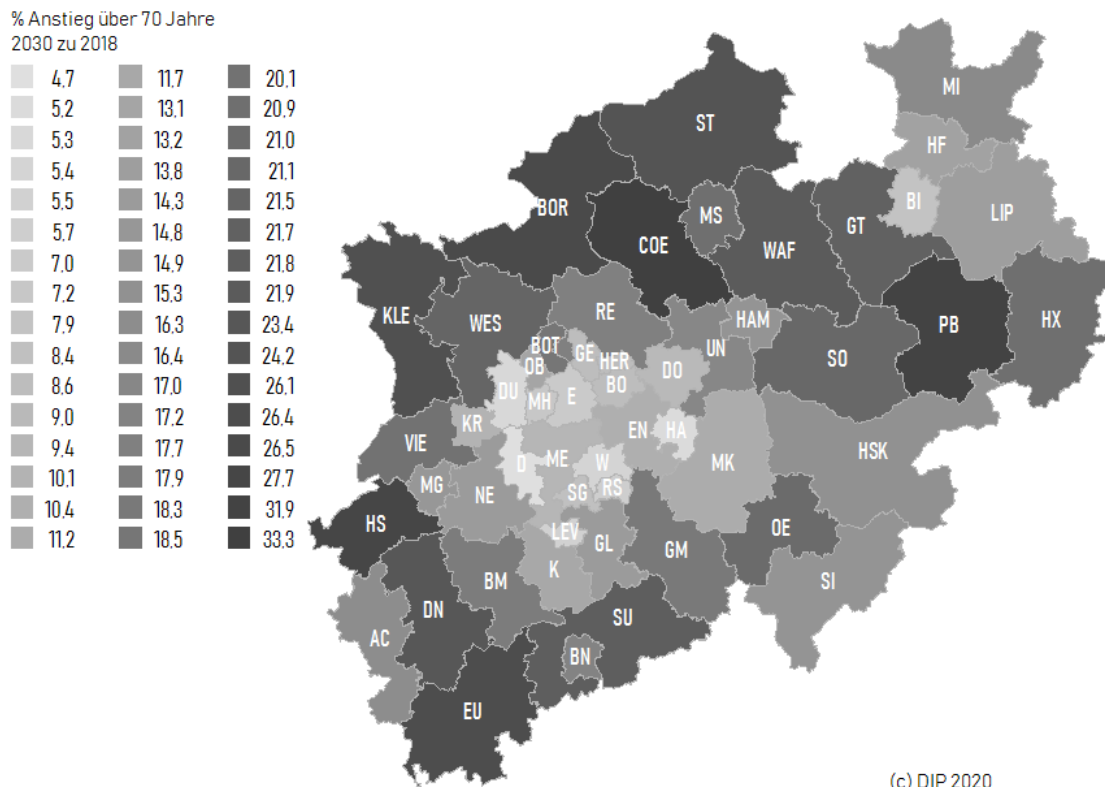 % Anstieg über 70 Jahre
2030 zu 2018
4,7 11,7 20,1
5,2 13,1 20,9
5,3 13,2 21,0
5,4 13,8 21,1
5,5 14,3 21,5
5,7 14,8 21,7
7,0 14,9 21,8
7,2 15,3 21,9
7,9 16,3 23,4
8,4 16,4 24,2
8,6 17,0 26,1
9,0 17,2 26,4
9,4 17,7 26,5
10,1 17,9 27,7
10,4 18,3 31,9
11,2 18,5 33,3
MI
ST
HF
BI
BOR
MS
LIP
COE
GT
WAF
KLE
WES
RE
HAM
PB
HX
BOT
GE
HER
UN
SO
OB
DO
DU
MH
E
BO
KR
EN
HA
VIE
D
ME
W
MK
HSK
MG
NE
SG
RS
HS
LEV
GL
GM
OE
K
BM
SI
DN
SU
AC
BN
EU
(c) DIP 2020